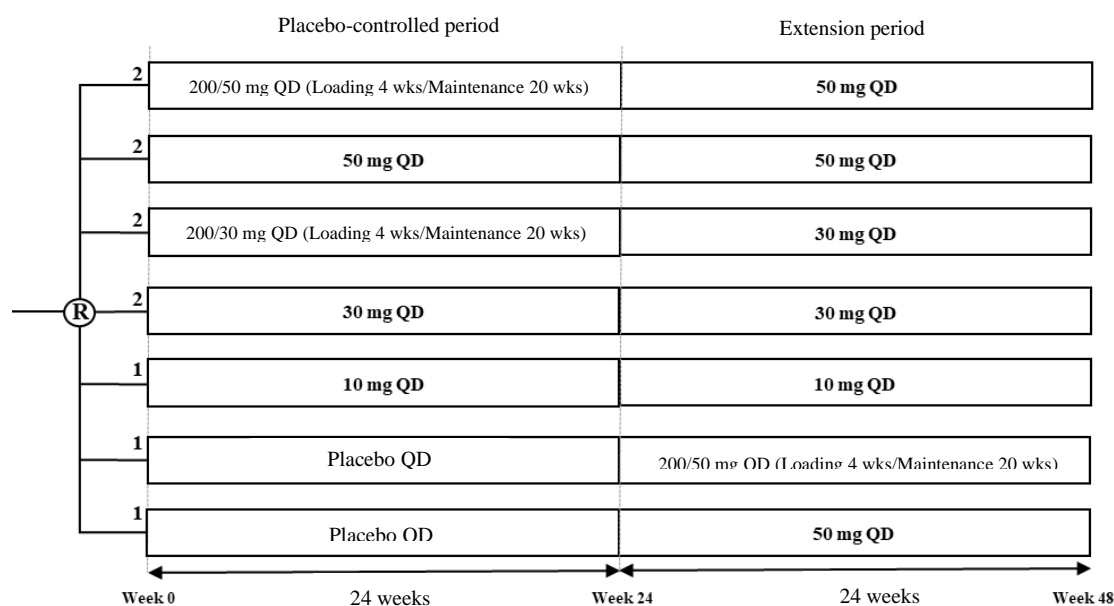 Placebo-controlled period
Extension period
2
200/50 mg QD (Loading 4 wks/Maintenance 20 wks)
50 mg QD
2
50 mg QD
50 mg QD
2
200/30 mg QD (Loading 4 wks/Maintenance 20 wks)
30 mg QD
R
2
30 mg QD
30 mg QD
1
10 mg QD
10 mg QD
1
Placebo QD
200/50 mg QD (Loading 4 wks/Maintenance 20 wks)
1
Placebo QD
50 mg QD
Week 0
24 weeks
Week 24
24 weeks
Week 48